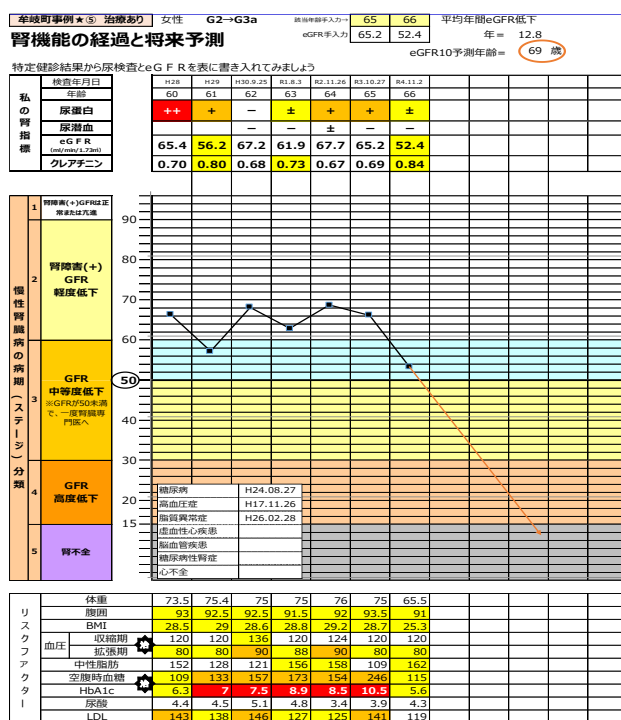 牟岐町事例★⑤ 治療あり 女性 G2→G3a 該当年齢手入力→ 65 66 平均年間eGFR低下
腎機能の経過と将来予測 eGFR手入力 65.2 52.4 年＝ 12.8
eGFR10予測年齢＝ 69 歳
特定健診結果から尿検査とeＧＦＲを表に書き入れてみましょう
私の腎指標
検査年月日 H28 H29 H30.9.25 R1.8.3 R2.11.26 R3.10.27 R4.11.2
年齢 60 61 62 63 64 65 66
尿蛋白 ++ + − ± + + ±
尿潜血 − − ± − −
eＧＦＲ (ml/min/1.73㎡) 65.4 56.2 67.2 61.9 67.7 65.2 52.4
クレアチニン 0.70 0.80 0.68 0.73 0.67 0.69 0.84
慢性腎臓病の病期（ステージ）分類
1 腎障害(+)GFRは正
常または亢進
90
80
2 腎障害(+)
GFR
軽度低下
70
60
3 GFR
中等度低下
※GFRが50未満
で、一度腎臓専
門医へ
50
40
30
4 GFR
高度低下
20
15
5 腎不全
糖尿病 H24.08.27
高血圧症 H17.11.26
脂質異常症 H26.02.28
虚血性心疾患
脳血管疾患
糖尿病性腎症
心不全
リスクファクター
体重 73.5 75.4 75 75 76 75 65.5
腹囲 93 92.5 92.5 91.5 92 93.5 91
BMI 28.5 29 28.6 28.8 29.2 28.7 25.3
血圧 収縮期 120 120 136 120 124 120 120
拡張期 80 80 90 88 90 80 80
中性脂肪 152 128 121 156 158 109 162
空腹時血糖 109 133 157 173 154 246 115
HbA1c 6.3 7 7.5 8.9 8.5 10.5 5.6
尿酸 4.4 4.5 5.1 4.8 3.4 3.9 4.3
LDL 143 138 146 127 125 141 119